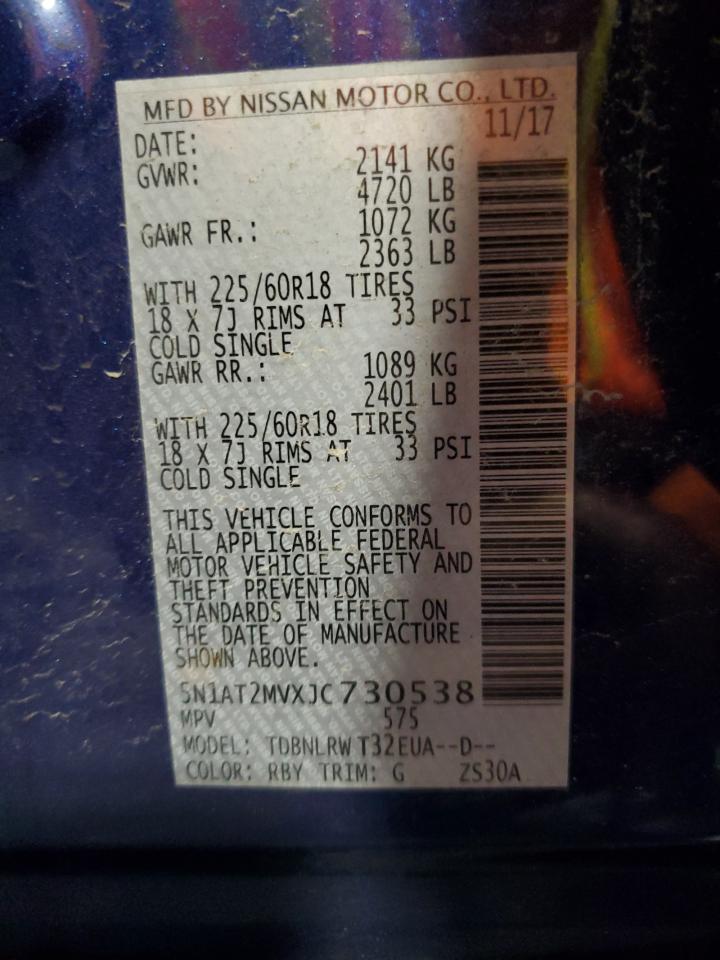 MFD BY NISSAN MOTOR CO., LTD.
DATE: 11/17
GVWR: 2141 KG
4720 LB
GAWR FR.: 1072 KG
2363 LB
WITH 225/60R18 TIRES
18 X 7J RIMS AT 33 PSI
COLD SINGLE
GAWR RR.: 1089 KG
2401 LB
WITH 225/60R18 TIRES
18 X 7J RIMS AT 33 PSI
COLD SINGLE
THIS VEHICLE CONFORMS TO
ALL APPLICABLE FEDERAL
MOTOR VEHICLE SAFETY AND
THEFT PREVENTION
STANDARDS IN EFFECT ON
THE DATE OF MANUFACTURE
SHOWN ABOVE.
5N1AT2MVXJC730538
MPV 575
MODEL: TDBNLRW T32EUA--D--
COLOR: RBY TRIM: G ZS30A